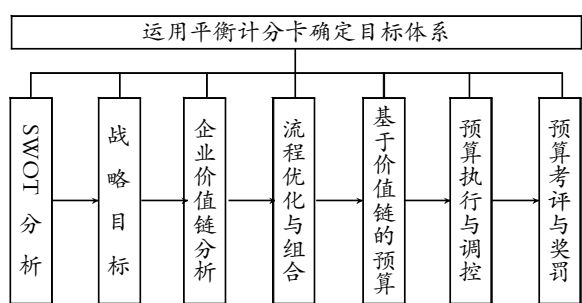 运用平衡计分卡确定目标体系
SWOT分析
战略目标
企业价值链分析
流程优化与组合
基于价值链的预算
预算执行与调控
预算考评与奖罚